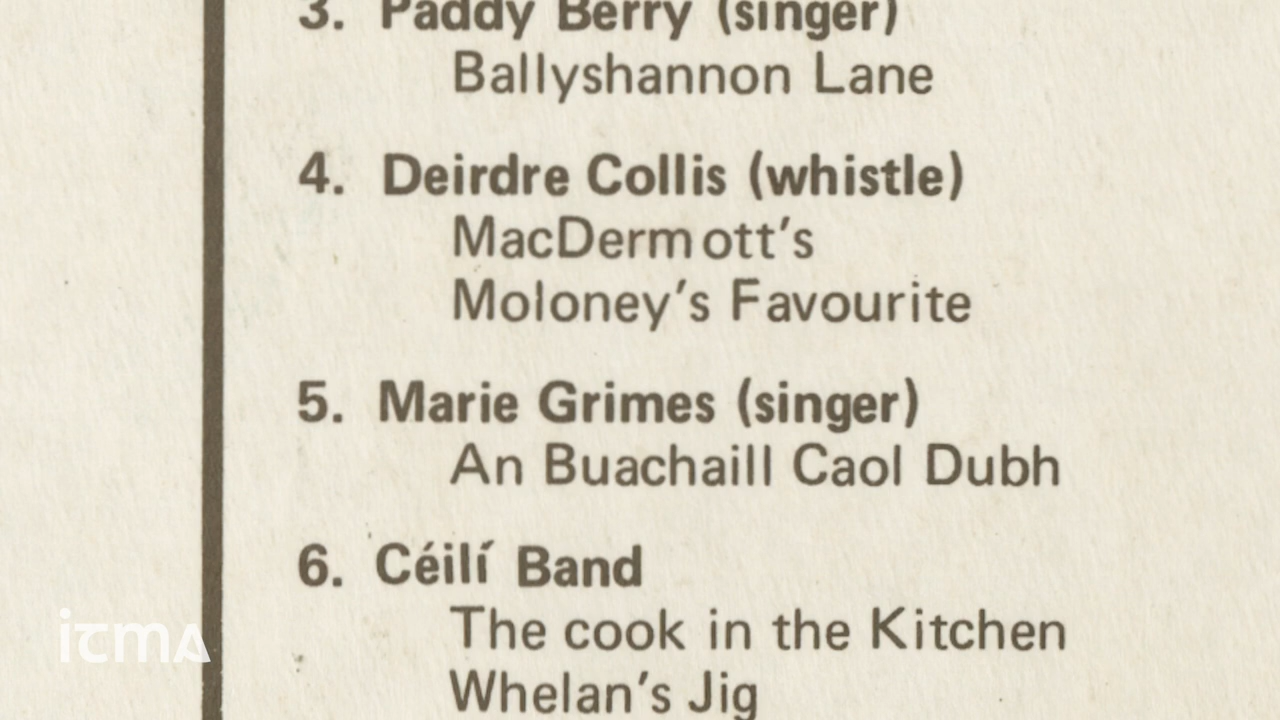 3. Paddy Berry (singer)
Ballyshannon Lane
4. Deirdre Collis (whistle)
MacDermott's
Moloney's Favourite
5. Marie Grimes (singer)
An Buachaill Caol Dubh
6. Céilí Band
The cook in the Kitchen
Whelan's Jig
itmA